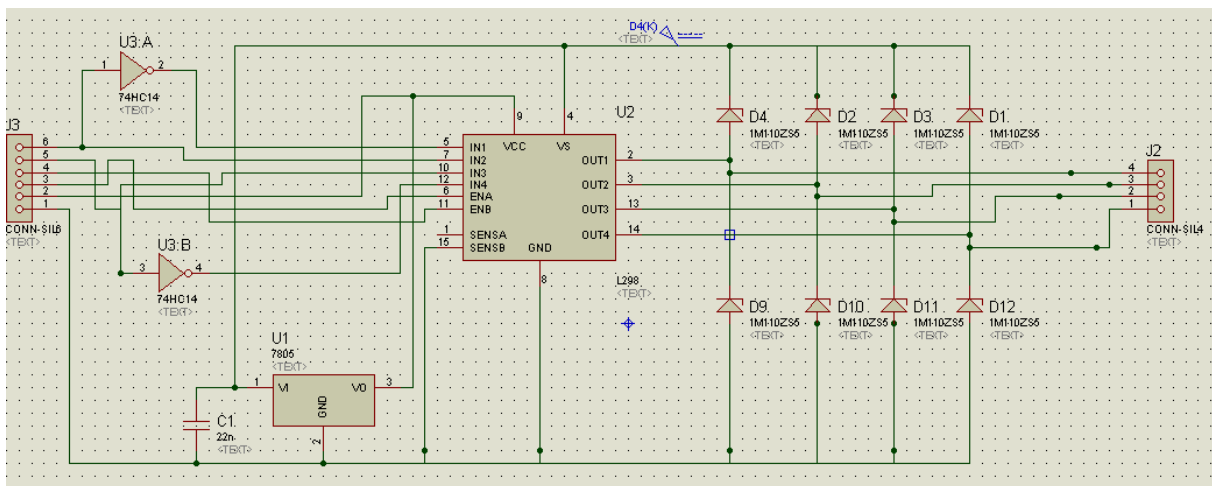 D4(K)
<TEXT>
U3:A
1
2
74HC14
<TEXT>
J3
6
5
4
3
2
1
CONN-SIL6
<TEXT>
U3:B
3
4
74HC14
<TEXT>
U2
9
4
VCC
VS
5
IN1
7
IN2
10
IN3
12
IN4
6
ENA
11
ENB
1
SENSA
15
SENSB
GND
8
OUT1
2
OUT2
3
OUT3
13
OUT4
14
L298
<TEXT>
D4
1M110ZS5
<TEXT>
D2
1M110ZS5
<TEXT>
D3
1M110ZS5
<TEXT>
D1
1M110ZS5
<TEXT>
J2
4
3
2
1
CONN-SIL4
<TEXT>
D9
1M110ZS5
<TEXT>
D10
1M110ZS5
<TEXT>
D11
1M110ZS5
<TEXT>
D12
1M110ZS5
<TEXT>
U1
7805
<TEXT>
1
VI
VO
3
GND
2
C1
22n
<TEXT>